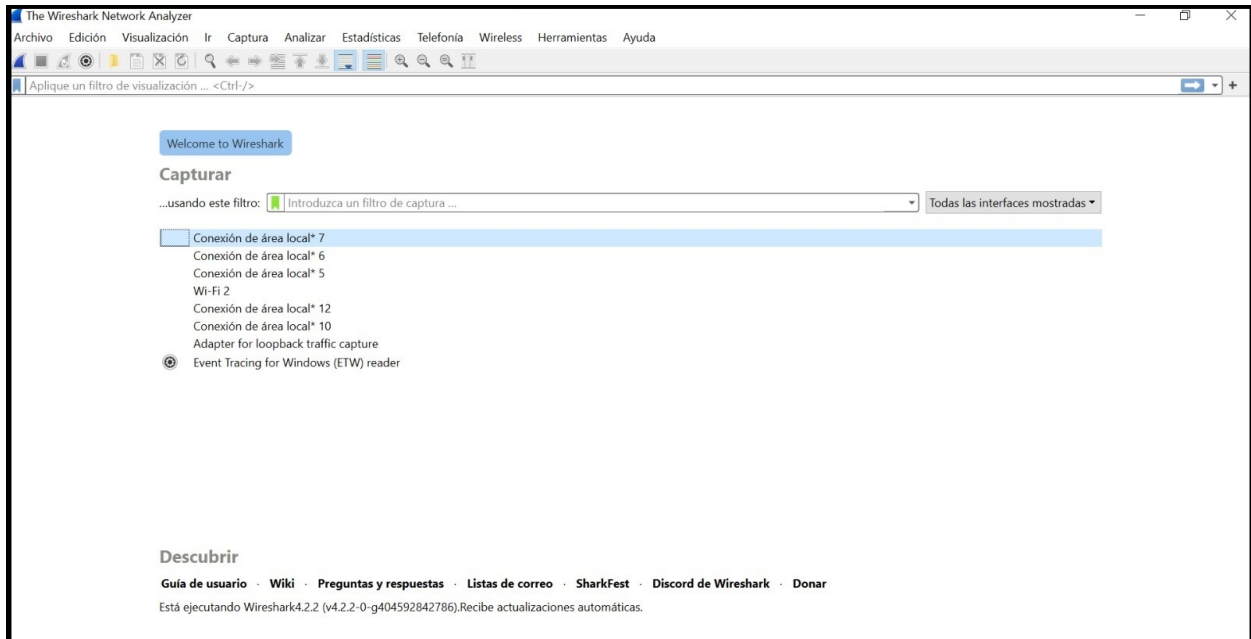 The Wireshark Network Analyzer
Archivo Edición Visualización Ir Captura Analizar Estadísticas Telefonía Wireless Herramientas Ayuda
Aplique un filtro de visualización ... <Ctrl-/>
Welcome to Wireshark
Capturar
...usando este filtro: Introduzca un filtro de captura ... Todas las interfaces mostradas
Conexión de área local* 7
Conexión de área local* 6
Conexión de área local* 5
Wi-Fi 2
Conexión de área local* 12
Conexión de área local* 10
Adapter for loopback traffic capture
Event Tracing for Windows (ETW) reader
Descubrir
Guía de usuario · Wiki · Preguntas y respuestas · Listas de correo · SharkFest · Discord de Wireshark · Donar
Está ejecutando Wireshark4.2.2 (v4.2.2-0-g404592842786).Recibe actualizaciones automáticas.